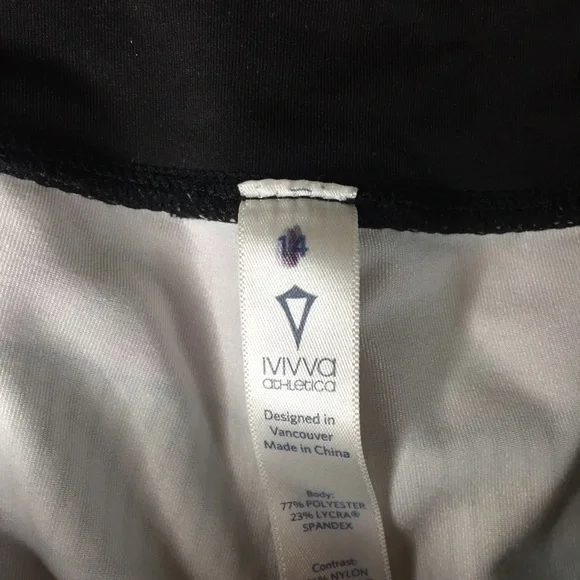 14
ivivva
athletica
Designed in
Vancouver
Made in China
Body:
77% POLYESTER
23% LYCRA®
SPANDEX
Contrast:
% NYLON